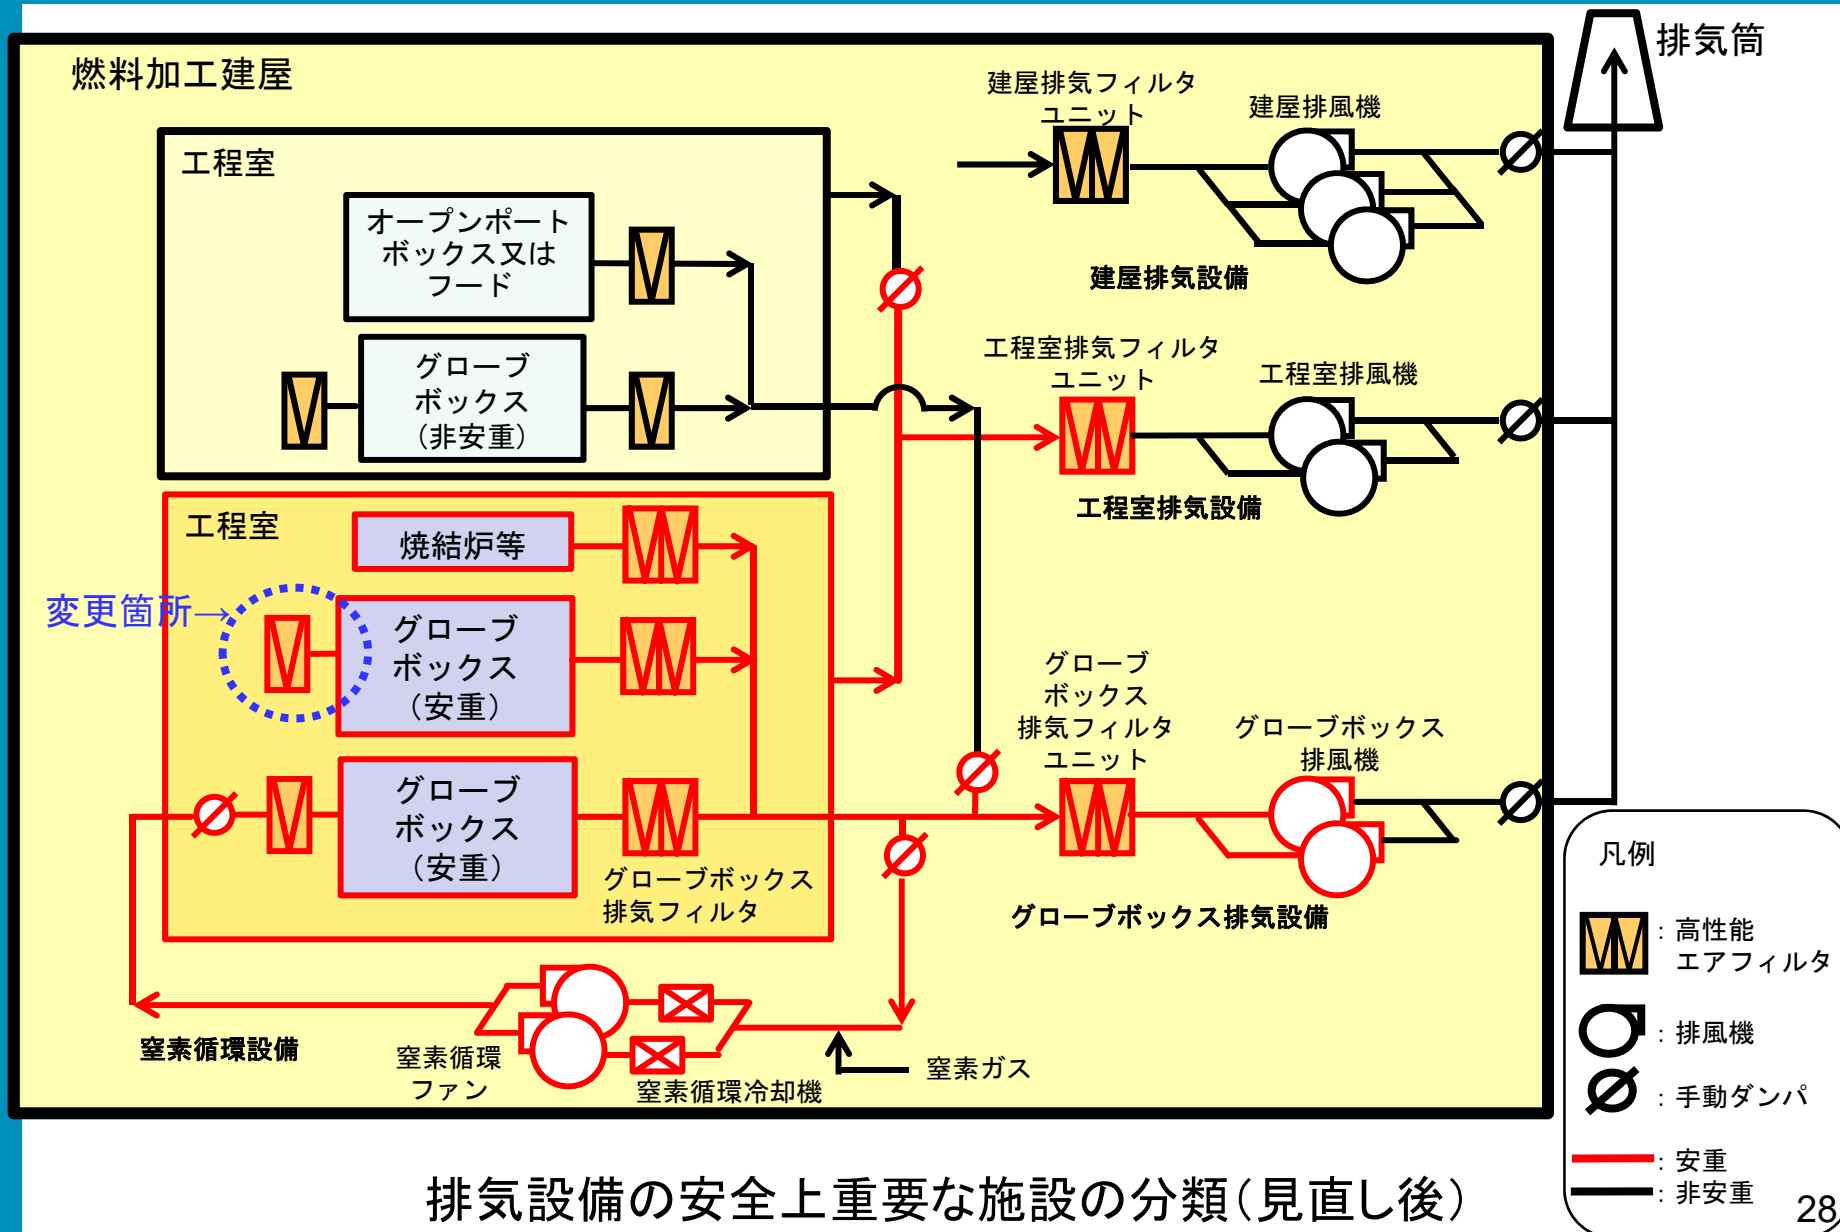 燃料加工建屋
排気筒
建屋排気フィルタ
ユニット
建屋排風機
建屋排気設備
工程室
オープンポート
ボックス又は
フード
グローブ
ボックス
（非安重）
工程室排気フィルタ
ユニット
工程室排風機
工程室排気設備
工程室
焼結炉等
変更箇所→
グローブ
ボックス
（安重）
グローブ
ボックス
（安重）
グローブボックス
排気フィルタ
グローブ
ボックス
排気フィルタ
ユニット
グローブボックス
排風機
グローブボックス排気設備
窒素循環設備
窒素循環
ファン
窒素循環冷却機
窒素ガス
凡例
：高性能
エアフィルタ
：排風機
：手動ダンパ
：安重
：非安重
排気設備の安全上重要な施設の分類（見直し後）
28